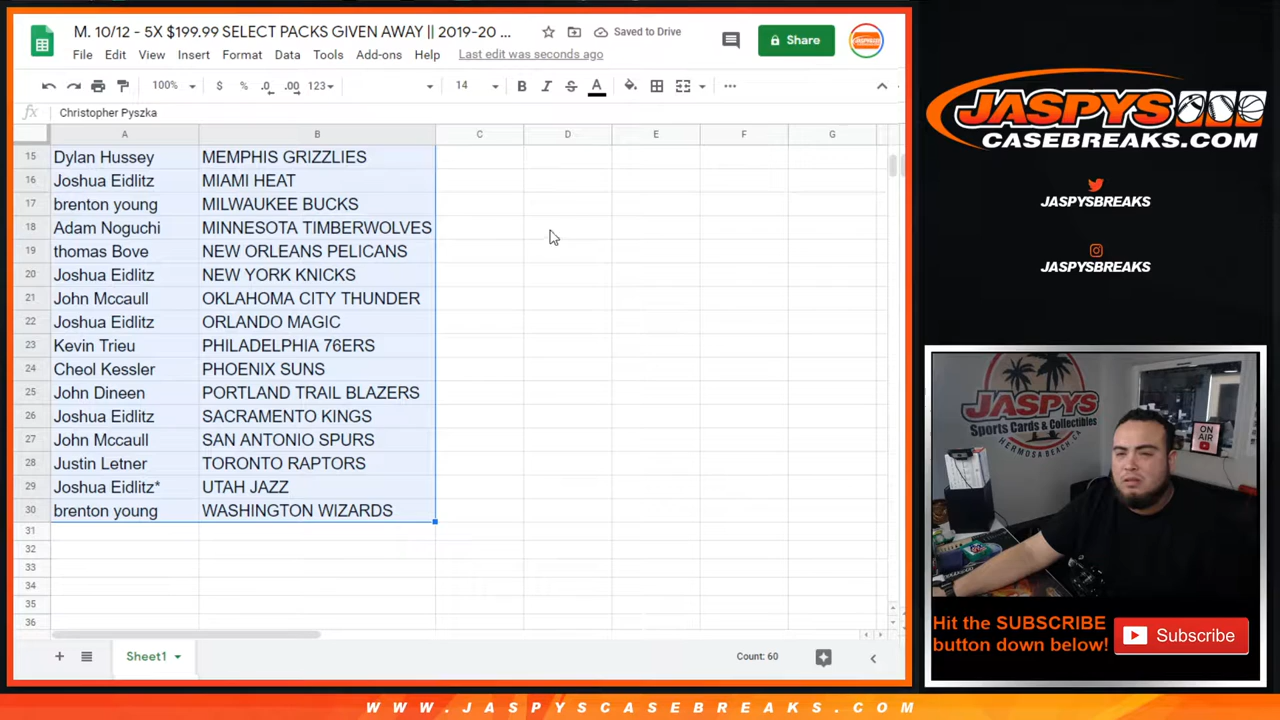 M. 10/12 - 5X $199.99 SELECT PACKS GIVEN AWAY || 2019-20 ...
Saved to Drive
Share
File Edit View Insert Format Data Tools Add-ons Help Last edit was seconds ago
100% $ % .0 .00 123 14 B I S A
fx Christopher Pyszka
A B C D E F G
15 Dylan Hussey MEMPHIS GRIZZLIES
16 Joshua Eidlitz MIAMI HEAT
17 brenton young MILWAUKEE BUCKS
18 Adam Noguchi MINNESOTA TIMBERWOLVES
19 thomas Bove NEW ORLEANS PELICANS
20 Joshua Eidlitz NEW YORK KNICKS
21 John Mccaull OKLAHOMA CITY THUNDER
22 Joshua Eidlitz ORLANDO MAGIC
23 Kevin Trieu PHILADELPHIA 76ERS
24 Cheol Kessler PHOENIX SUNS
25 John Dineen PORTLAND TRAIL BLAZERS
26 Joshua Eidlitz SACRAMENTO KINGS
27 John Mccaull SAN ANTONIO SPURS
28 Justin Letner TORONTO RAPTORS
29 Joshua Eidlitz* UTAH JAZZ
30 brenton young WASHINGTON WIZARDS
31
32
33
34
35
36
Sheet1
Count: 60
JASPYS
CASEBREAKS.COM
JASPYSBREAKS
JASPYSBREAKS
JASPYS
Sports Cards & Collectibles
HERMOSA BEACH, CA
ON
AIR
Hit the SUBSCRIBE
button down below!
Subscribe
WWW.JASPYSCASEBREAKS.COM